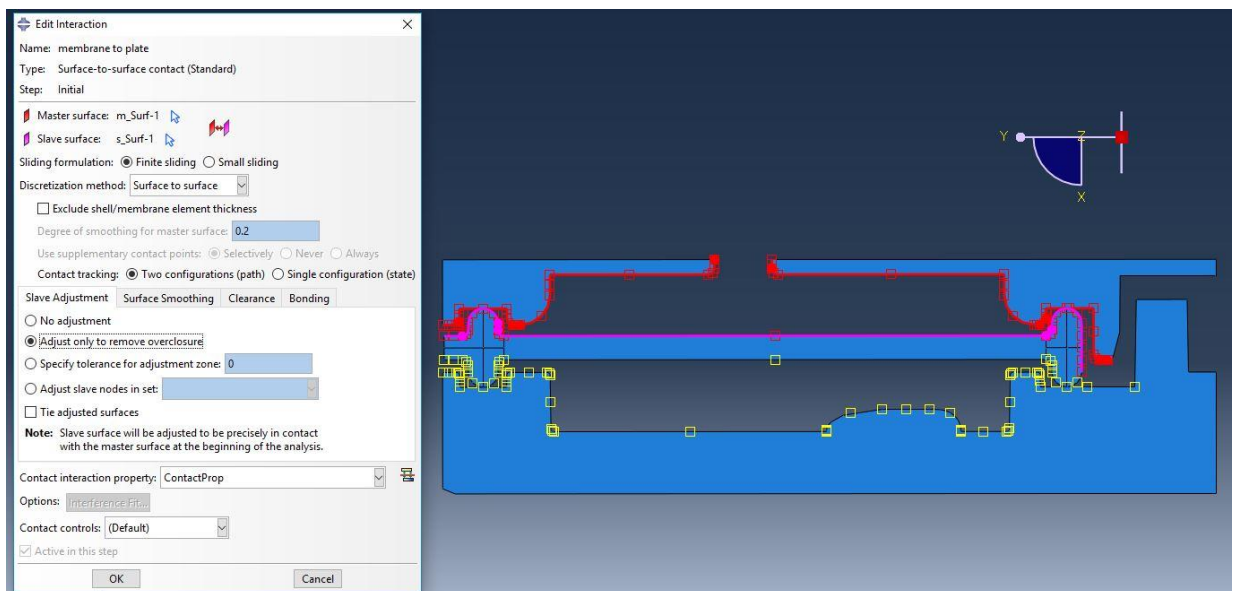 Edit Interaction
Name: membrane to plate
Type: Surface-to-surface contact (Standard)
Step: Initial
Master surface: m_Surf-1
Slave surface: s_Surf-1
Sliding formulation: Finite sliding Small sliding
Discretization method: Surface to surface
Exclude shell/membrane element thickness
Degree of smoothing for master surface: 0.2
Use supplementary contact points: Selectively Never Always
Contact tracking: Two configurations (path) Single configuration (state)
Slave Adjustment Surface Smoothing Clearance Bonding
No adjustment
Adjust only to remove overclosure
Specify tolerance for adjustment zone: 0
Adjust slave nodes in set:
Tie adjusted surfaces
Note: Slave surface will be adjusted to be precisely in contact
with the master surface at the beginning of the analysis.
Contact interaction property: ContactProp
Options: Interference Fit...
Contact controls: (Default)
Active in this step
OK Cancel
Y Z
X